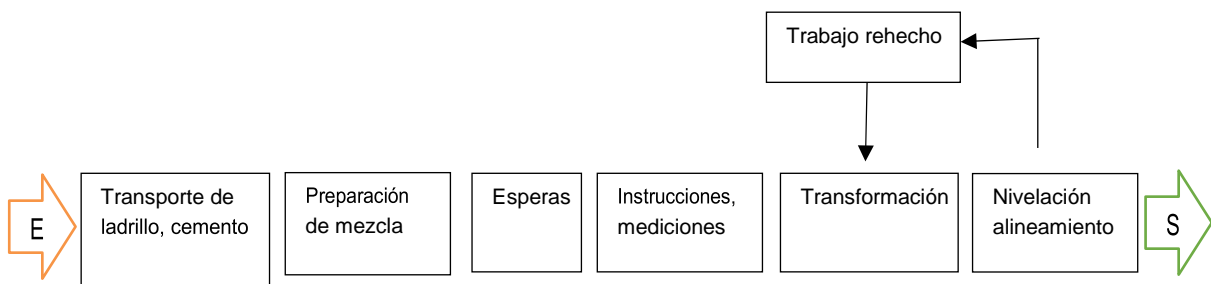 Trabajo rehecho
E
Transporte de
ladrillo, cemento
Preparación
de mezcla
Esperas
Instrucciones,
mediciones
Transformación
Nivelación
alineamiento
S